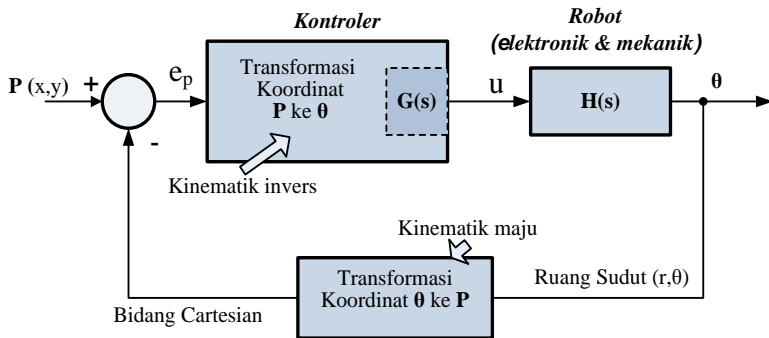 Kontroler
Robot
(elektronik & mekanik)
P (x,y)
+
-
e_p
Transformasi
Koordinat
P ke θ
G(s)
u
H(s)
θ
Kinematik invers
Kinematik maju
Transformasi
Koordinat θ ke P
Ruang Sudut (r,θ)
Bidang Cartesian